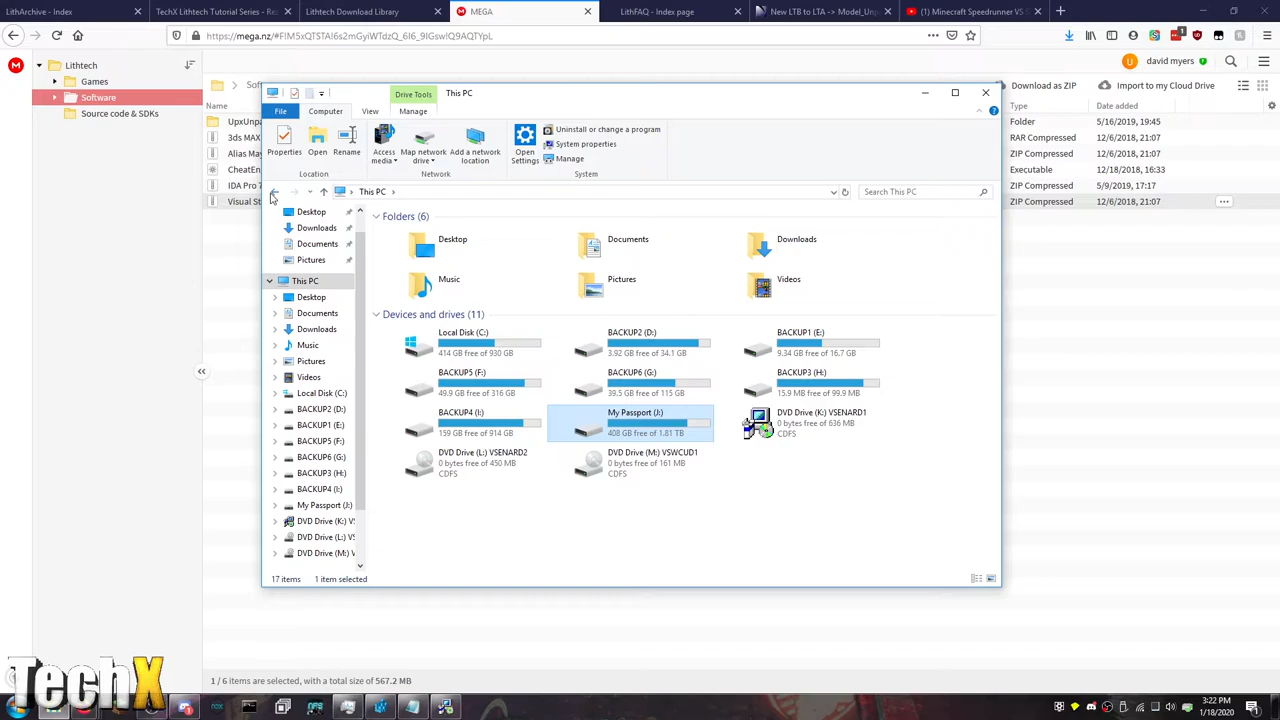 LithArchive - Index
TechX Lithtech Tutorial Series - Re
Lithtech Download Library
MEGA
LithFAQ - Index page
New LTB to LTA -> Model_Unp
(1) Minecraft Speedrunner VS
https://mega.nz/#F!M5xQTSTA!6s2mGyiWTdzQ_6I6_9IGsw!Q9AQTYpL
Lithtech
Games
Software
Source code & SDKs
david myers
Download as ZIP
Import to my Cloud Drive
Name
Type
Date added
UpxUnp
Folder
5/16/2019, 19:45
3ds MAX
RAR Compressed
12/6/2018, 21:07
Alias May
ZIP Compressed
12/6/2018, 21:07
CheatEn
Executable
12/18/2018, 16:33
IDA Pro 7
ZIP Compressed
5/9/2019, 17:17
Visual St
ZIP Compressed
12/6/2018, 21:07
Drive Tools
This PC
File
Computer
View
Manage
Properties
Open
Rename
Access media
Map network drive
Add a network location
Open Settings
Uninstall or change a program
System properties
Manage
Location
Network
System
This PC
Search This PC
Desktop
Downloads
Documents
Pictures
This PC
Desktop
Documents
Downloads
Music
Pictures
Videos
Local Disk (C:)
BACKUP2 (D:)
BACKUP1 (E:)
BACKUP5 (F:)
BACKUP6 (G:)
BACKUP3 (H:)
BACKUP4 (I:)
My Passport (J:)
DVD Drive (K:) VS
DVD Drive (L:) VS
DVD Drive (M:) V
Folders (6)
Desktop
Documents
Downloads
Music
Pictures
Videos
Devices and drives (11)
Local Disk (C:)
414 GB free of 930 GB
BACKUP2 (D:)
3.92 GB free of 34.1 GB
BACKUP1 (E:)
9.34 GB free of 16.7 GB
BACKUP5 (F:)
49.9 GB free of 316 GB
BACKUP6 (G:)
39.5 GB free of 115 GB
BACKUP3 (H:)
15.9 MB free of 99.9 MB
BACKUP4 (I:)
159 GB free of 914 GB
My Passport (J:)
408 GB free of 1.81 TB
DVD Drive (K:) VSENARD1
0 bytes free of 636 MB
CDFS
DVD Drive (L:) VSENARD2
0 bytes free of 450 MB
CDFS
DVD Drive (M:) VSWCUD1
0 bytes free of 161 MB
CDFS
17 items
1 item selected
1 / 6 items are selected, with a total size of 567.2 MB
TechX
3:22 PM
1/18/2020